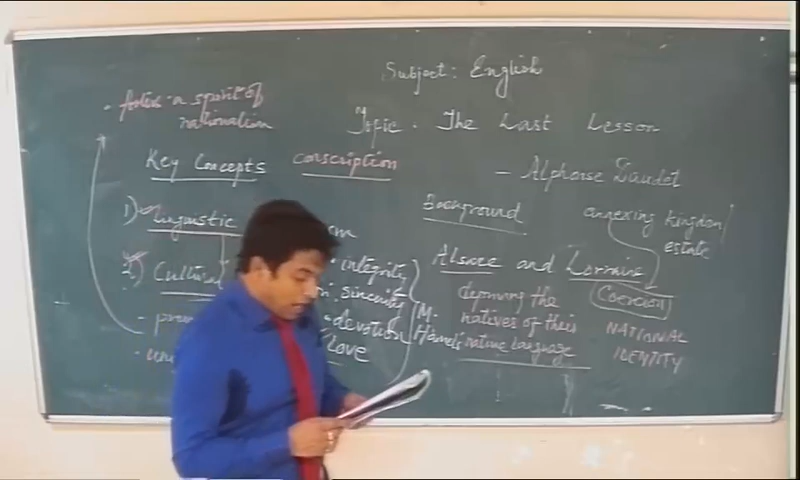 Subject: English
foster a spirit of
nationalism
Topic - The Last Lesson
Key Concepts conscription
- Alphonse Daudet
Background
annexing kingdom/
estate
1) linguistic
2) Cultural
integrity
sincerity
devotion
Love
M.
Hamel's
Alsace and Lorraine
depriving the
natives of their
native language
Coercion
NATIONAL
IDENTITY